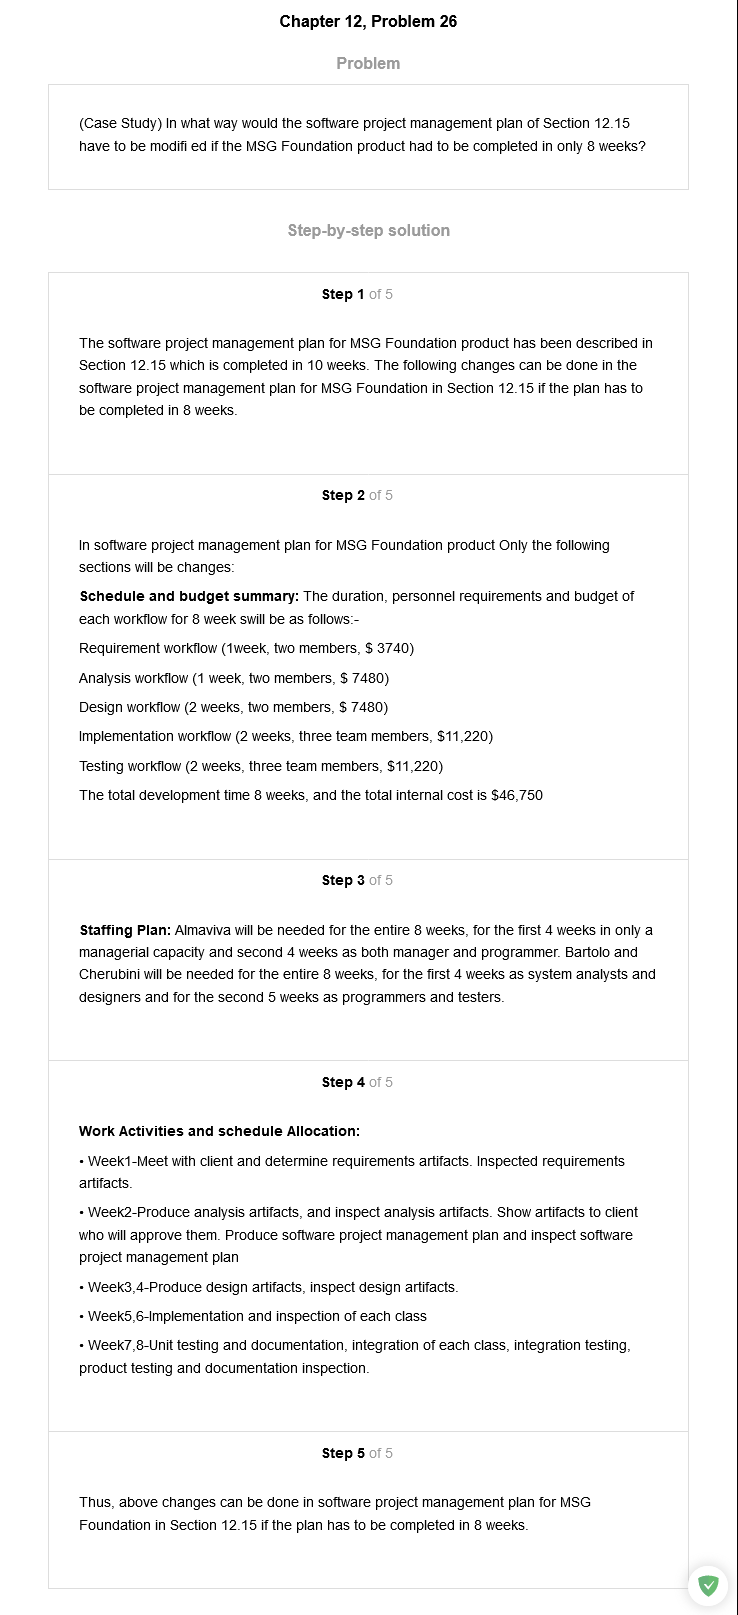 Chapter 12, Problem 26
Problem
(Case Study) In what way would the software project management plan of Section 12.15
have to be modifi ed if the MSG Foundation product had to be completed in only 8 weeks?
Step-by-step solution
Step 1 of 5
The software project management plan for MSG Foundation product has been described in
Section 12.15 which is completed in 10 weeks. The following changes can be done in the
software project management plan for MSG Foundation in Section 12.15 if the plan has to
be completed in 8 weeks.
Step 2 of 5
In software project management plan for MSG Foundation product Only the following
sections will be changes:
Schedule and budget summary: The duration, personnel requirements and budget of
each workflow for 8 week swill be as follows:-
Requirement workflow (1week, two members, $ 3740)
Analysis workflow (1 week, two members, $ 7480)
Design workflow (2 weeks, two members, $ 7480)
Implementation workflow (2 weeks, three team members, $11,220)
Testing workflow (2 weeks, three team members, $11,220)
The total development time 8 weeks, and the total internal cost is $46,750
Step 3 of 5
Staffing Plan: Almaviva will be needed for the entire 8 weeks, for the first 4 weeks in only a
managerial capacity and second 4 weeks as both manager and programmer. Bartolo and
Cherubini will be needed for the entire 8 weeks, for the first 4 weeks as system analysts and
designers and for the second 5 weeks as programmers and testers.
Step 4 of 5
Work Activities and schedule Allocation:
• Week1-Meet with client and determine requirements artifacts. Inspected requirements
artifacts.
• Week2-Produce analysis artifacts, and inspect analysis artifacts. Show artifacts to client
who will approve them. Produce software project management plan and inspect software
project management plan
• Week3,4-Produce design artifacts, inspect design artifacts.
• Week5,6-Implementation and inspection of each class
• Week7,8-Unit testing and documentation, integration of each class, integration testing,
product testing and documentation inspection.
Step 5 of 5
Thus, above changes can be done in software project management plan for MSG
Foundation in Section 12.15 if the plan has to be completed in 8 weeks.